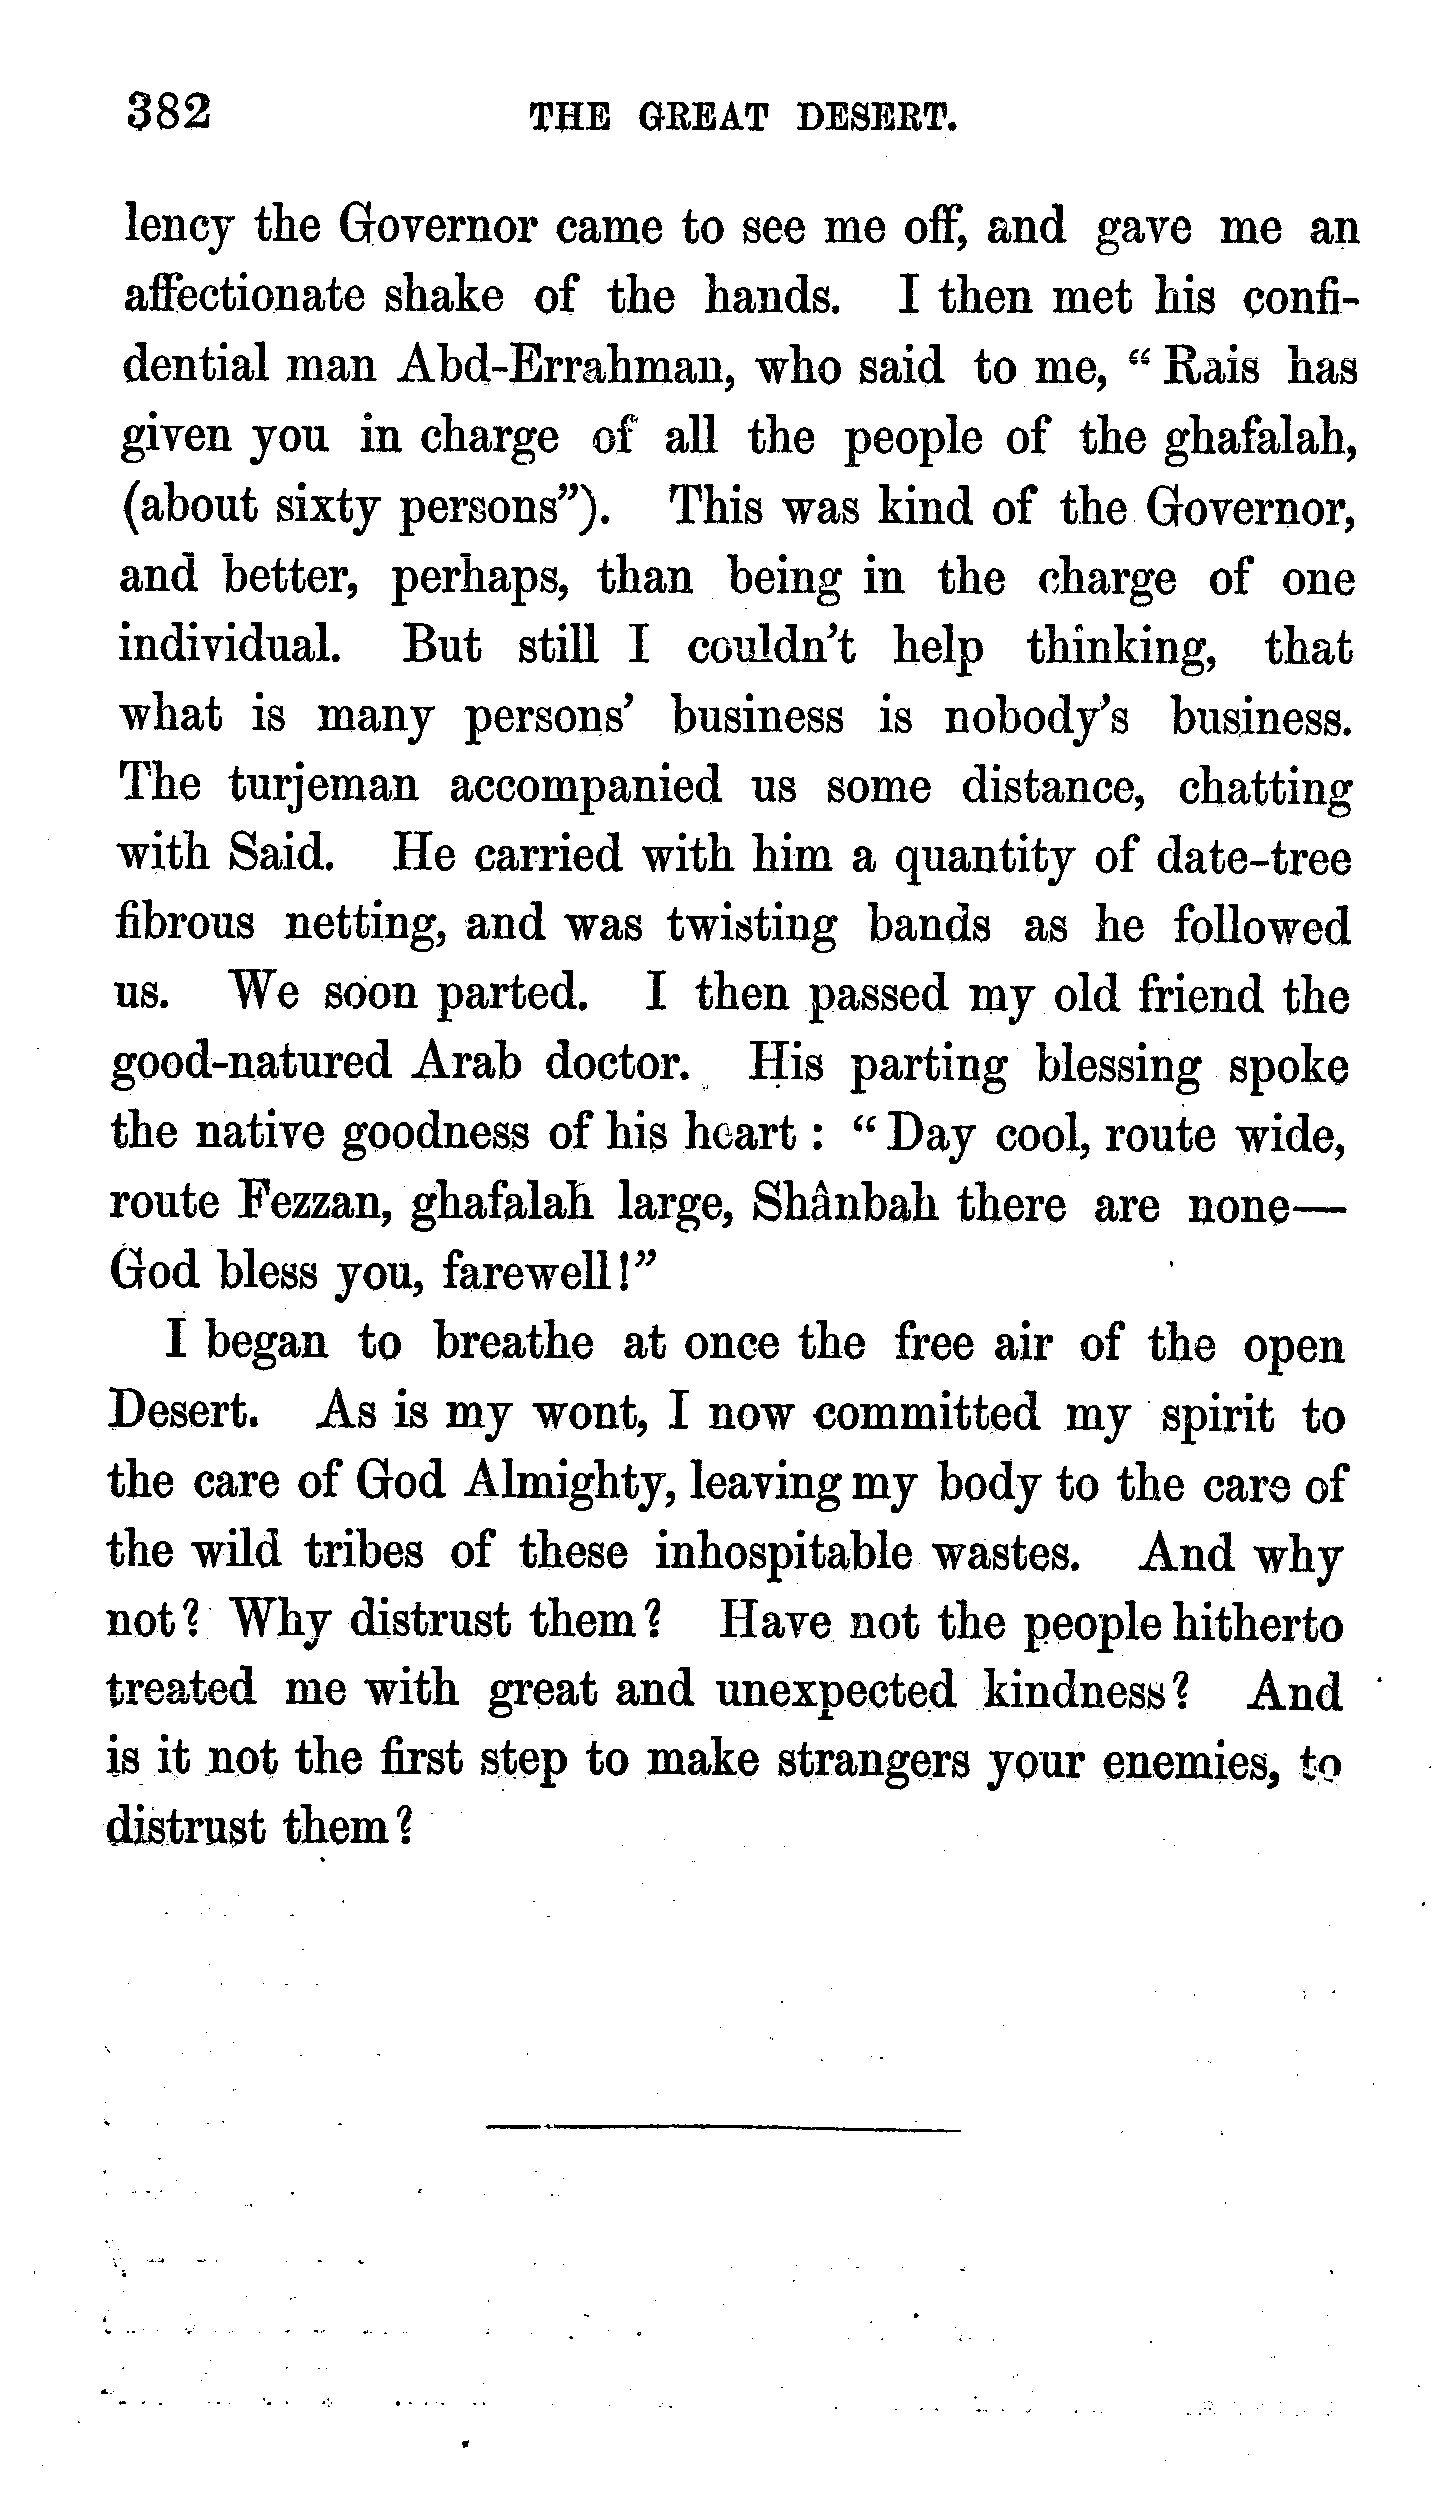 382 THE GREAT DESERT.
lency the Governor came to see me off, and gave me an
affectionate shake of the hands. I then met his confi-
dential man Abd-Errahman, who said to me, “Rais has
given you in charge of all the people of the ghafalah,
(about sixty persons”). This was kind of the Governor,
and better, perhaps, than being in the charge of one
individual. But still I couldn’t help thinking, that
what is many persons’ business is nobody’s business.
The turjeman accompanied us some distance, chatting
with Said. He carried with him a quantity of date-tree
fibrous netting, and was twisting bands as he followed
us. We soon parted. I then passed my old friend the
good-natured Arab doctor. His parting blessing spoke
the native goodness of his heart : “Day cool, route wide,
route Fezzan, ghafalah large, Shânbah there are none—
God bless you, farewell!”
I began to breathe at once the free air of the open
Desert. As is my wont, I now committed my spirit to
the care of God Almighty, leaving my body to the care of
the wild tribes of these inhospitable wastes. And why
not? Why distrust them? Have not the people hitherto
treated me with great and unexpected kindness? And
is it not the first step to make strangers your enemies, to
distrust them?